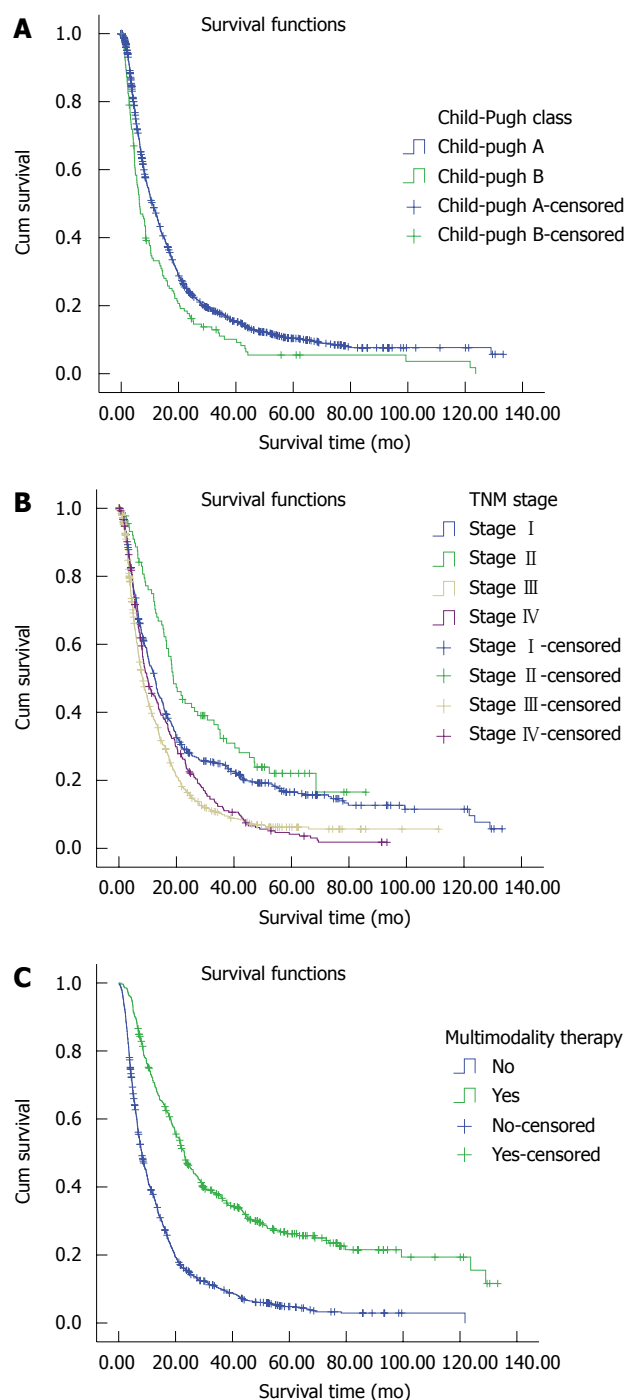 A
Survival functions
1.0
0.8
0.6
0.4
0.2
0.0
Cum survival
Child-Pugh class
Child-pugh A
Child-pugh B
Child-pugh A-censored
Child-pugh B-censored
0.00 20.00 40.00 60.00 80.00 100.00 120.00 140.00
Survival time (mo)
B
Survival functions
1.0
0.8
0.6
0.4
0.2
0.0
Cum survival
TNM stage
Stage Ⅰ
Stage Ⅱ
Stage Ⅲ
Stage Ⅳ
Stage Ⅰ-censored
Stage Ⅱ-censored
Stage Ⅲ-censored
Stage Ⅳ-censored
0.00 20.00 40.00 60.00 80.00 100.00 120.00 140.00
Survival time (mo)
C
Survival functions
1.0
0.8
0.6
0.4
0.2
0.0
Cum survival
Multimodality therapy
No
Yes
No-censored
Yes-censored
0.00 20.00 40.00 60.00 80.00 100.00 120.00 140.00
Survival time (mo)